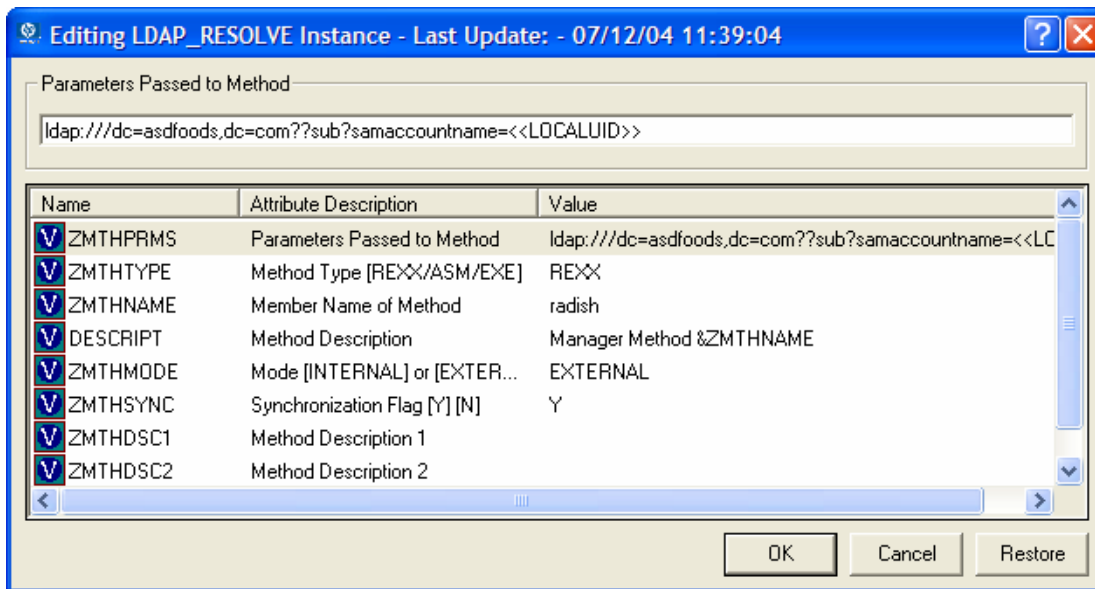 Editing LDAP_RESOLVE Instance - Last Update: - 07/12/04 11:39:04
Parameters Passed to Method
ldap:///dc=asdfoods,dc=com??sub?samaccountname=<<LOCALUID>>
Name Attribute Description Value
V ZMTHPRMS Parameters Passed to Method ldap:///dc=asdfoods,dc=com??sub?samaccountname=<<LC
V ZMTHTYPE Method Type [REXX/ASM/EXE] REXX
V ZMTHNAME Member Name of Method radish
V DESCRIPT Method Description Manager Method &ZMTHNAME
V ZMTHMODE Mode [INTERNAL] or [EXTER... EXTERNAL
V ZMTHSYNC Synchronization Flag [Y] [N] Y
V ZMTHDSC1 Method Description 1
V ZMTHDSC2 Method Description 2
OK Cancel Restore